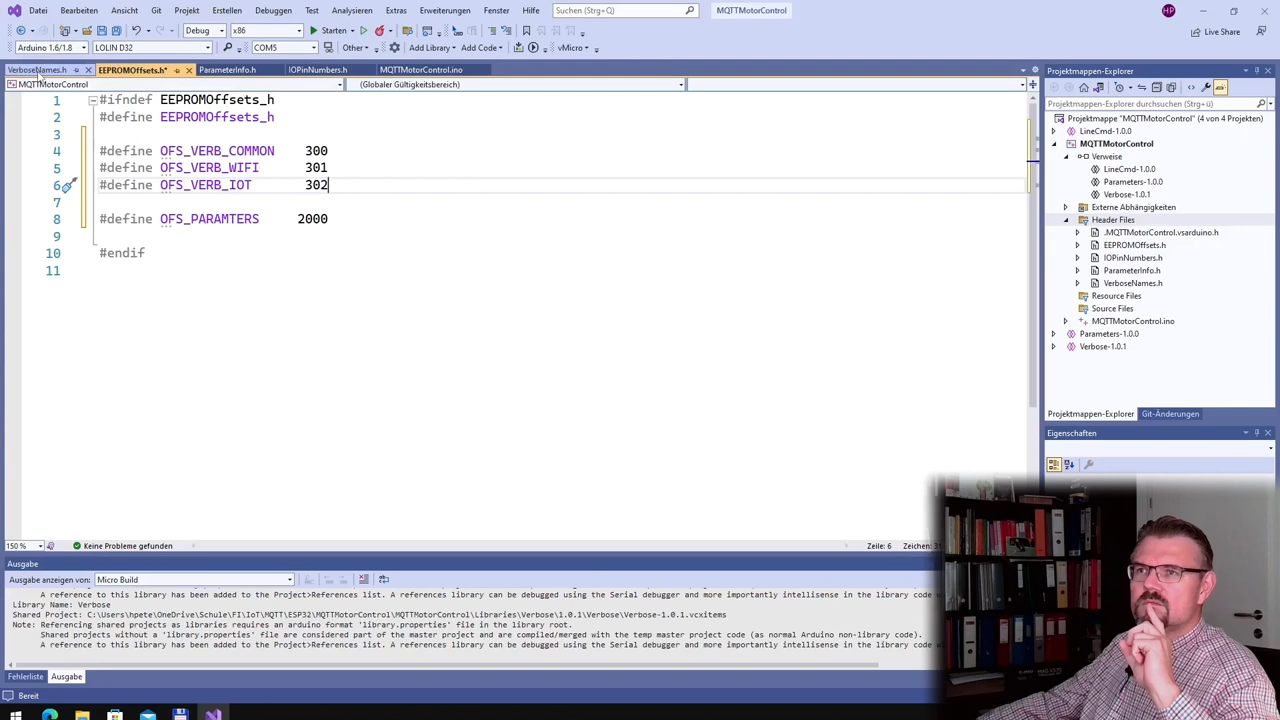 Datei Bearbeiten Ansicht Git Projekt Erstellen Debuggen Test Analysieren Extras Erweiterungen Fenster Hilfe Suchen (Strg+Q) MQTTMotorControl HP
Debug x86 Starten Live Share
Arduino 1.6/1.8 LOLIN D32 COM5 Other Add Library Add Code vMicro
VerboseNames.h EEPROMOffsets.h* ParameterInfo.h IOPinNumbers.h MQTTMotorControl.ino
MQTTMotorControl (Globaler Gültigkeitsbereich)
1 #ifndef EEPROMOffsets_h
2 #define EEPROMOffsets_h
3
4 #define OFS_VERB_COMMON 300
5 #define OFS_VERB_WIFI 301
6 #define OFS_VERB_IOT 302
7
8 #define OFS_PARAMTERS 2000
9
10 #endif
11
Projektmappen-Explorer
Projektmappen-Explorer durchsuchen (Strg+ü)
Projektmappe "MQTTMotorControl" (4 von 4 Projekten)
LineCmd-1.0.0
MQTTMotorControl
Verweise
LineCmd-1.0.0
Parameters-1.0.0
Verbose-1.0.1
Externe Abhängigkeiten
Header Files
.MQTTMotorControl.vsarduino.h
EEPROMOffsets.h
IOPinNumbers.h
ParameterInfo.h
VerboseNames.h
Resource Files
Source Files
MQTTMotorControl.ino
Parameters-1.0.0
Verbose-1.0.1
Projektmappen-Explorer Git-Änderungen
Eigenschaften
150 % Keine Probleme gefunden Zeile: 6 Zeichen:
Ausgabe
Ausgabe anzeigen von: Micro Build
A reference to this library has been added to the Project>References list. A references library can be debugged using the Serial debugger and more importantly intellisense in the library code
Library Name: Verbose
Shared Project: C:\Users\hpete\OneDrive\Schule\FI\IoT\MQTT\ESP32\MQTTMotorControl\MQTTMotorControl\Libraries\Verbose\1.0.1\Verbose\Verbose-1.0.1.vcxitems
Note: Referencing shared projects as libraries requires an arduino format 'library.properties' file in the library root.
Shared projects without a 'library.properties' file are considered part of the master project and are compiled/merged with the temp master project code (as normal Arduino non-library code).
A reference to this library has been added to the Project>References list. A references library can be debugged using the Serial debugger and more importantly intellisense in the library code
Fehlerliste Ausgabe
Bereit